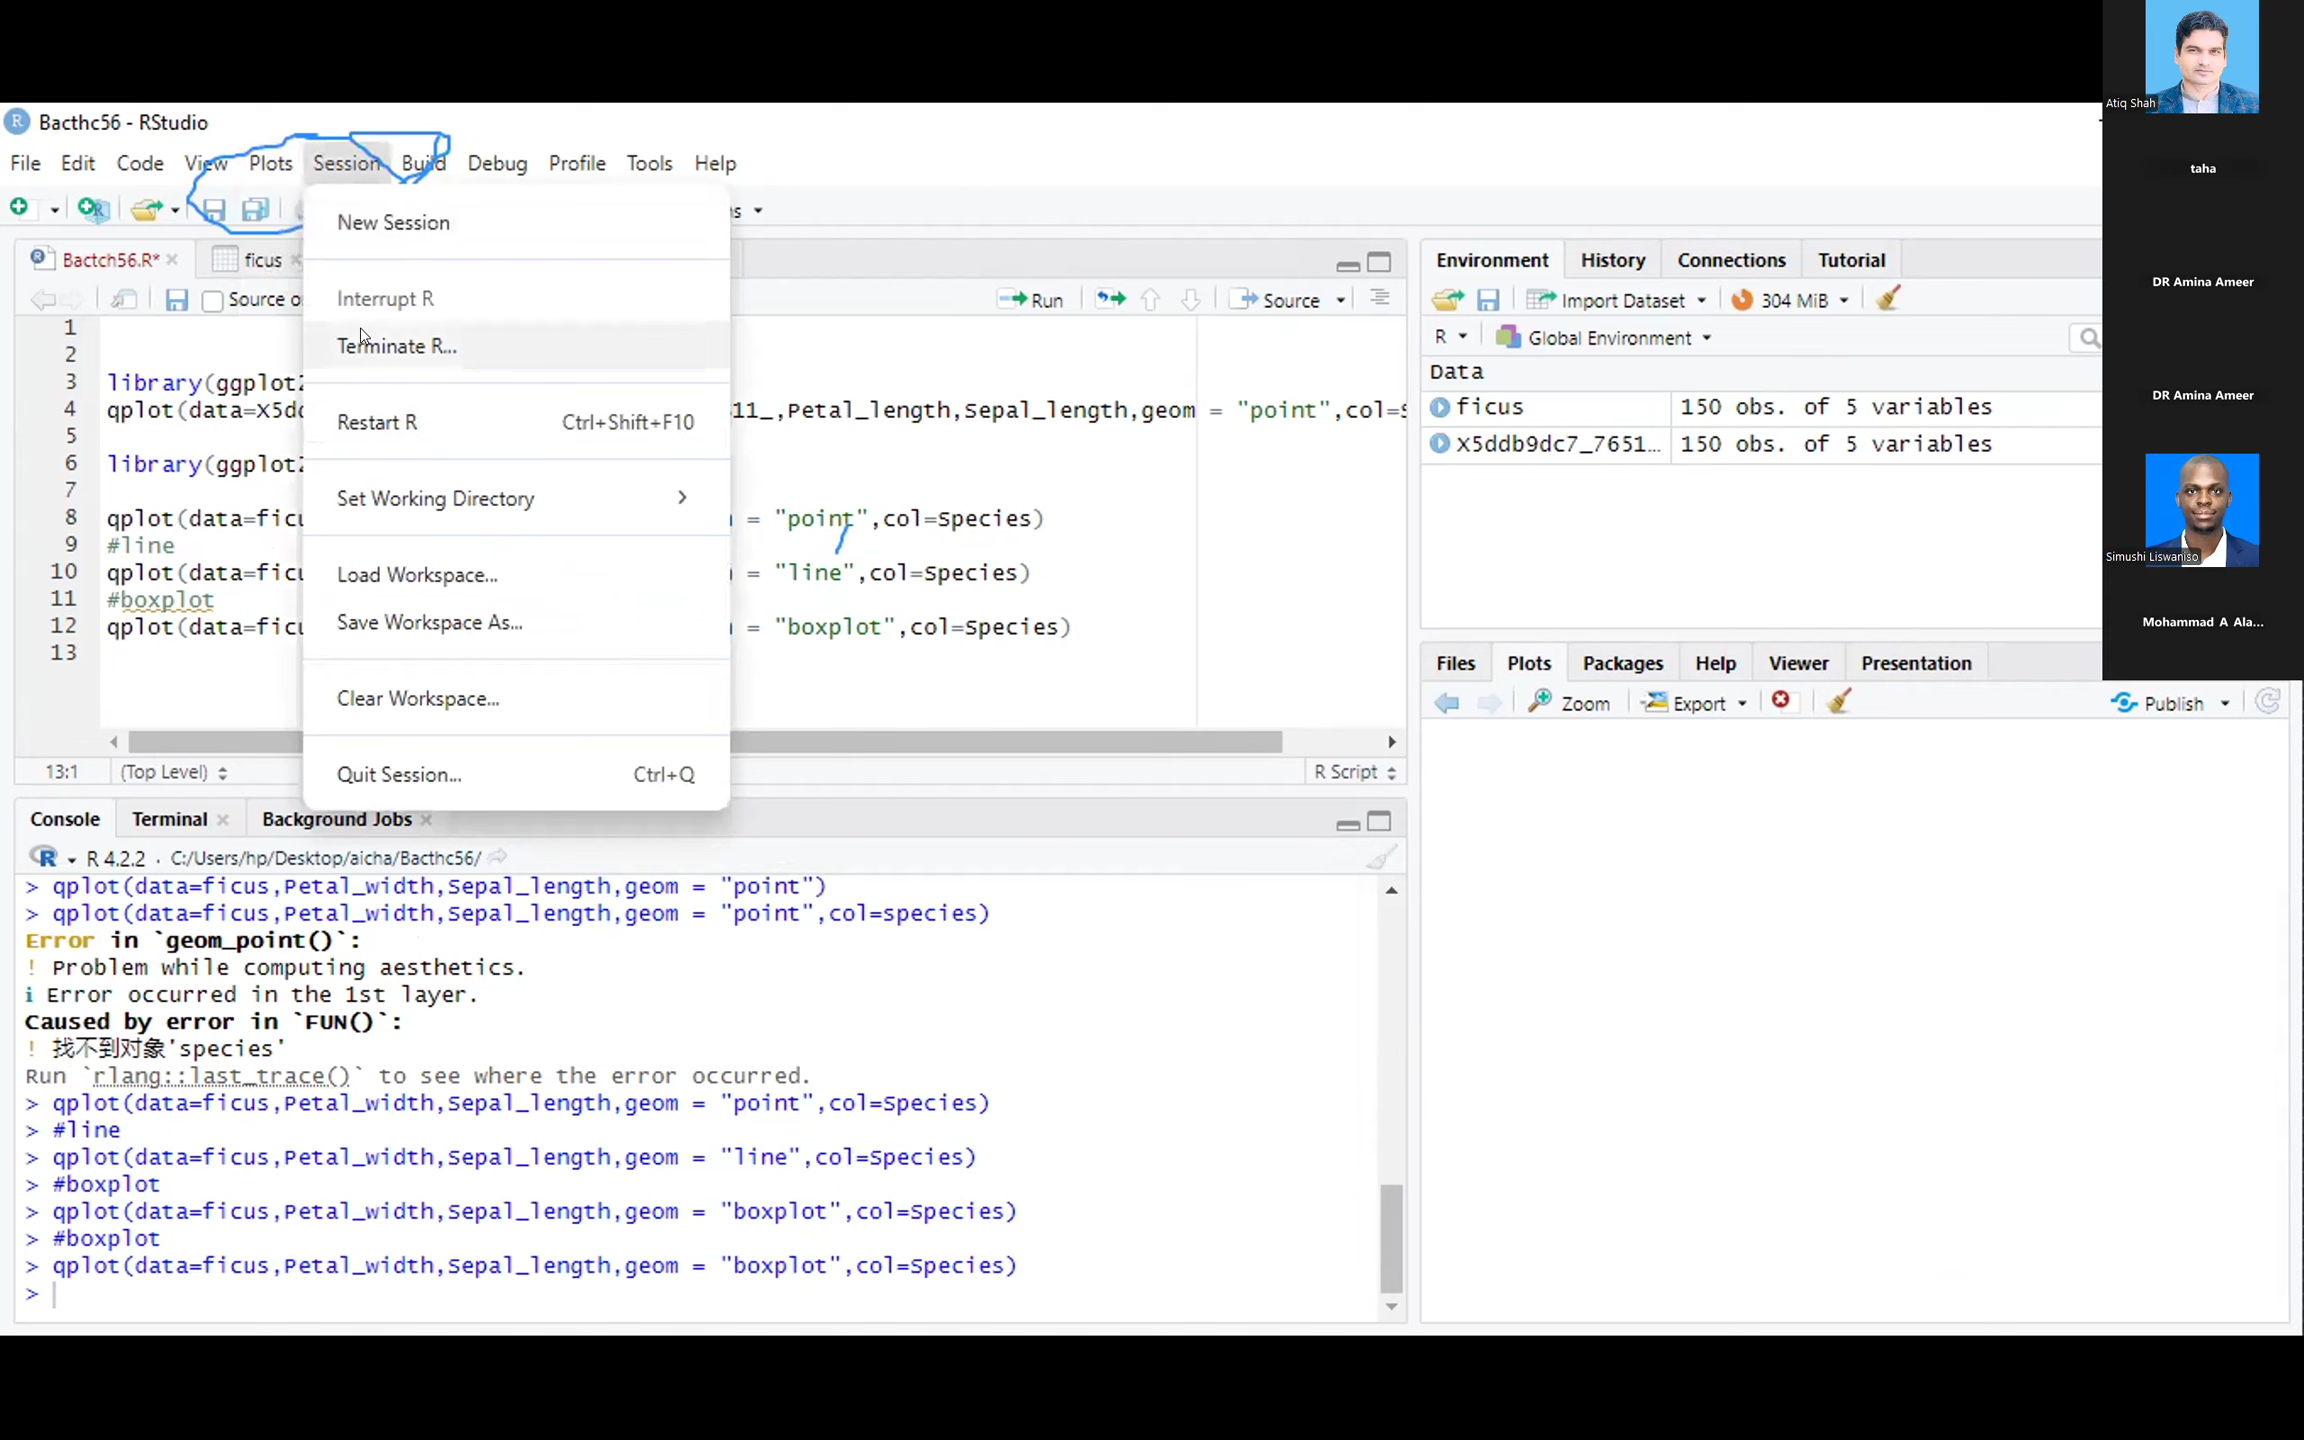 Bacthc56 - RStudio
File Edit Code View Plots Session Build Debug Profile Tools Help
New Session
Interrupt R
Terminate R...
Restart R Ctrl+Shift+F10
Set Working Directory
Load Workspace...
Save Workspace As...
Clear Workspace...
Quit Session... Ctrl+Q
Bactch56.R* ficus
Source o
Run Source
1
2
3 library(ggplot2
4 qplot(data=X5dd 11_,Petal_length,Sepal_length,geom = "point",col=S
5
6 library(ggplot2
7
8 qplot(data=ficu = "point",col=Species)
9 #line
10 qplot(data=ficu = "line",col=Species)
11 #boxplot
12 qplot(data=ficu = "boxplot",col=Species)
13
13:1 (Top Level) R Script
Console Terminal Background Jobs
R 4.2.2 · C:/Users/hp/Desktop/aicha/Bacthc56/
> qplot(data=ficus,Petal_width,Sepal_length,geom = "point")
> qplot(data=ficus,Petal_width,Sepal_length,geom = "point",col=species)
Error in `geom_point()`:
! Problem while computing aesthetics.
i Error occurred in the 1st layer.
Caused by error in `FUN()`:
! 找不到对象'species'
Run `rlang::last_trace()` to see where the error occurred.
> qplot(data=ficus,Petal_width,Sepal_length,geom = "point",col=Species)
> #line
> qplot(data=ficus,Petal_width,Sepal_length,geom = "line",col=Species)
> #boxplot
> qplot(data=ficus,Petal_width,Sepal_length,geom = "boxplot",col=Species)
> #boxplot
> qplot(data=ficus,Petal_width,Sepal_length,geom = "boxplot",col=Species)
>
Environment History Connections Tutorial
Import Dataset 304 MiB
R Global Environment
Data
ficus 150 obs. of 5 variables
X5ddb9dc7_7651... 150 obs. of 5 variables
Files Plots Packages Help Viewer Presentation
Zoom Export Publish
Atiq Shah
taha
DR Amina Ameer
DR Amina Ameer
Simushi Liswaniso
Mohammad A Ala...